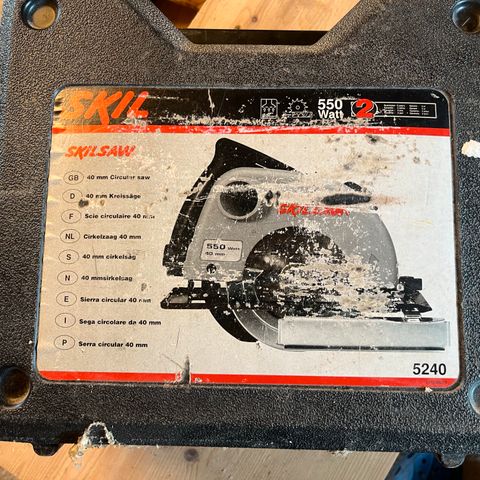 SKIL
550
Watt
2
SKILSAW
GB 40 mm Circular saw
D 40 mm Kreissäge
F Scie circulaire 40 mm
NL Cirkelzaag 40 mm
S 40 mm cirkelsåg
N 40 mmsirkelsag
E Sierra circular 40 mm
I Sega circolare da 40 mm
P Serra circular 40 mm
SKILSAW
550 Watt
40 mm
5240